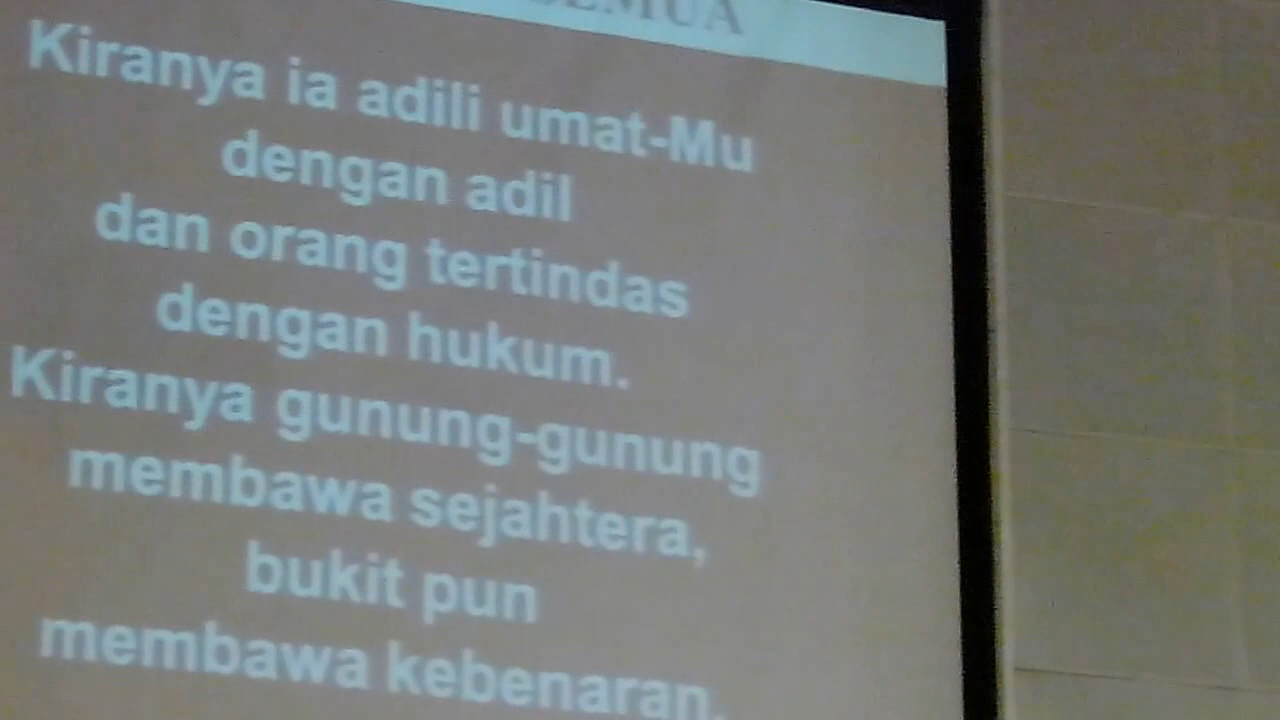 SEMUA
Kiranya ia adili umat-Mu
dengan adil
dan orang tertindas
dengan hukum.
Kiranya gunung-gunung
membawa sejahtera,
bukit pun
membawa kebenaran.